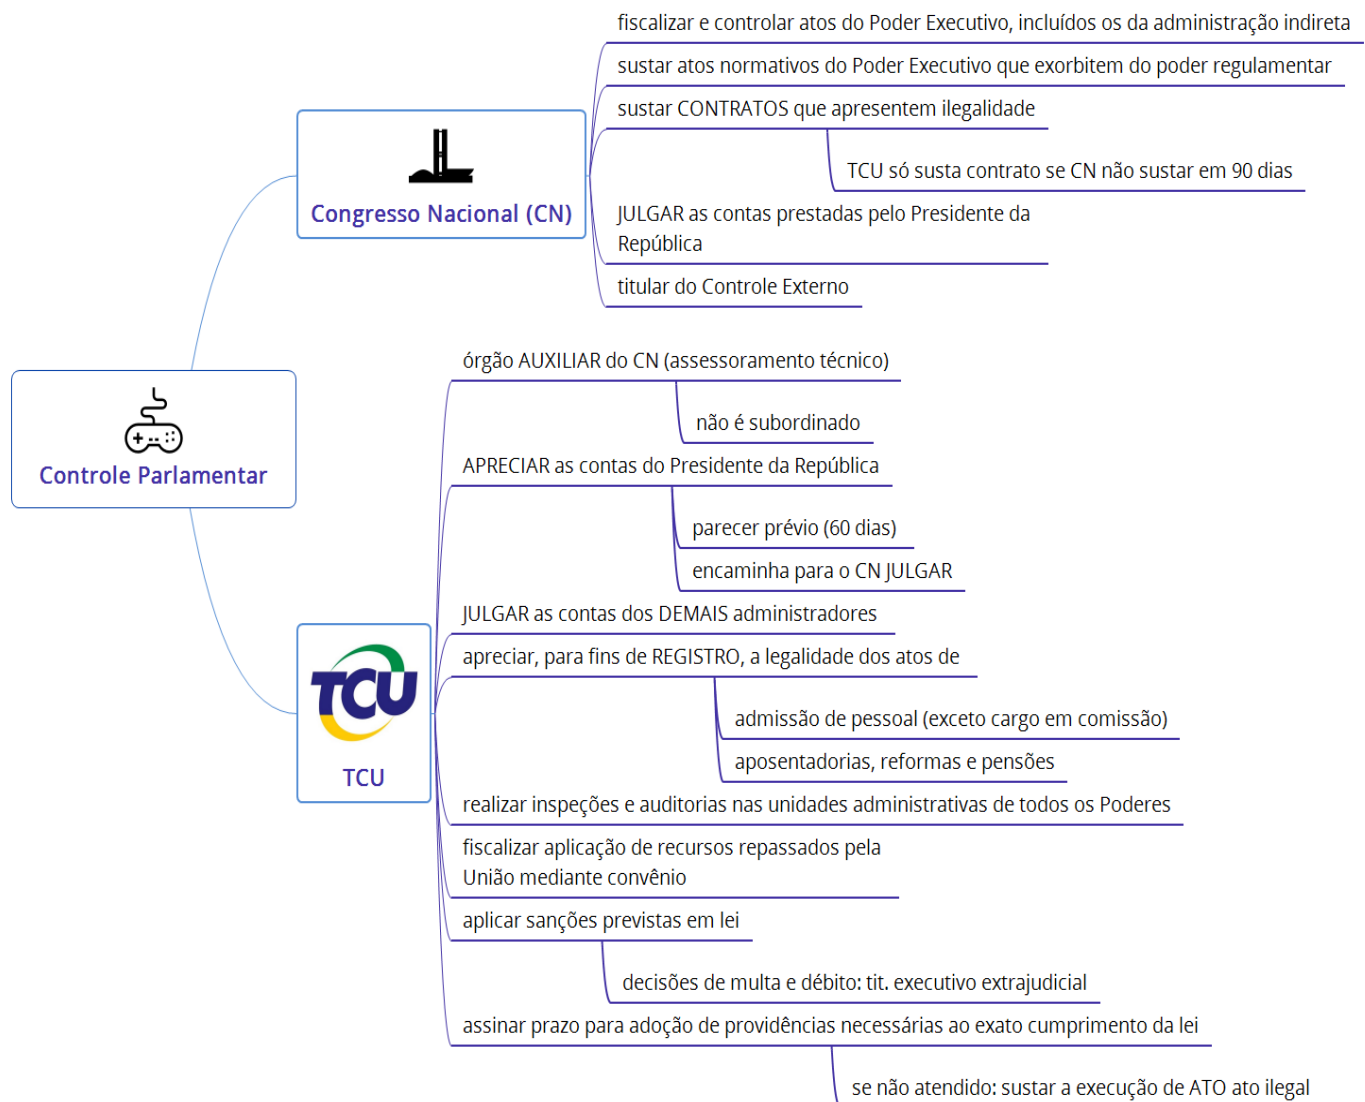 fiscalizar e controlar atos do Poder Executivo, incluídos os da administração indireta
sustar atos normativos do Poder Executivo que exorbitem do poder regulamentar
sustar CONTRATOS que apresentem ilegalidade
TCU só susta contrato se CN não sustar em 90 dias
Congresso Nacional (CN)
JULGAR as contas prestadas pelo Presidente da
República
titular do Controle Externo
Controle Parlamentar
órgão AUXILIAR do CN (assessoramento técnico)
não é subordinado
APRECIAR as contas do Presidente da República
parecer prévio (60 dias)
encaminha para o CN JULGAR
JULGAR as contas dos DEMAIS administradores
apreciar, para fins de REGISTRO, a legalidade dos atos de
TCU
TCU
admissão de pessoal (exceto cargo em comissão)
aposentadorias, reformas e pensões
realizar inspeções e auditorias nas unidades administrativas de todos os Poderes
fiscalizar aplicação de recursos repassados pela
União mediante convênio
aplicar sanções previstas em lei
decisões de multa e débito: tit. executivo extrajudicial
assinar prazo para adoção de providências necessárias ao exato cumprimento da lei
se não atendido: sustar a execução de ATO ato ilegal